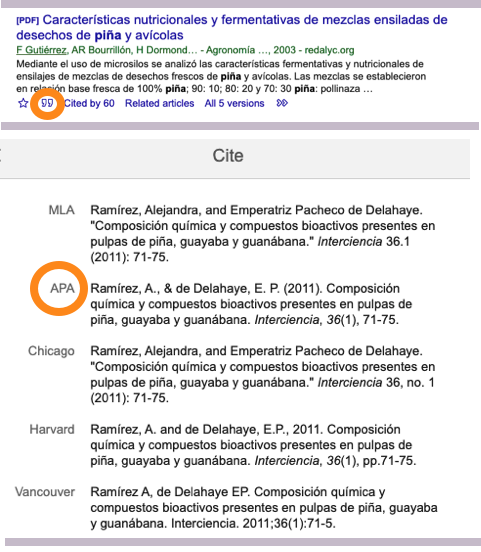 [PDF] Características nutricionales y fermentativas de mezclas ensiladas de
desechos de piña y avícolas
F Gutiérrez, AR Bourrillón, H Dormond... - Agronomía ..., 2003 - redalyc.org
Mediante el uso de microsilos se analizó las características fermentativas y nutricionales de
ensilajes de mezclas de desechos frescos de piña y avícolas. Las mezclas se establecieron
en relación base fresca de 100% piña; 90: 10; 80: 20 y 70: 30 piña: pollinaza ...
Cited by 60 Related articles All 5 versions
Cite
MLA Ramírez, Alejandra, and Emperatriz Pacheco de Delahaye.
"Composición química y compuestos bioactivos presentes en
pulpas de piña, guayaba y guanábana." Interciencia 36.1
(2011): 71-75.
APA Ramírez, A., & de Delahaye, E. P. (2011). Composición
química y compuestos bioactivos presentes en pulpas de
piña, guayaba y guanábana. Interciencia, 36(1), 71-75.
Chicago Ramírez, Alejandra, and Emperatriz Pacheco de Delahaye.
"Composición química y compuestos bioactivos presentes en
pulpas de piña, guayaba y guanábana." Interciencia 36, no. 1
(2011): 71-75.
Harvard Ramírez, A. and de Delahaye, E.P., 2011. Composición
química y compuestos bioactivos presentes en pulpas de
piña, guayaba y guanábana. Interciencia, 36(1), pp.71-75.
Vancouver Ramírez A, de Delahaye EP. Composición química y
compuestos bioactivos presentes en pulpas de piña, guayaba
y guanábana. Interciencia. 2011;36(1):71-5.